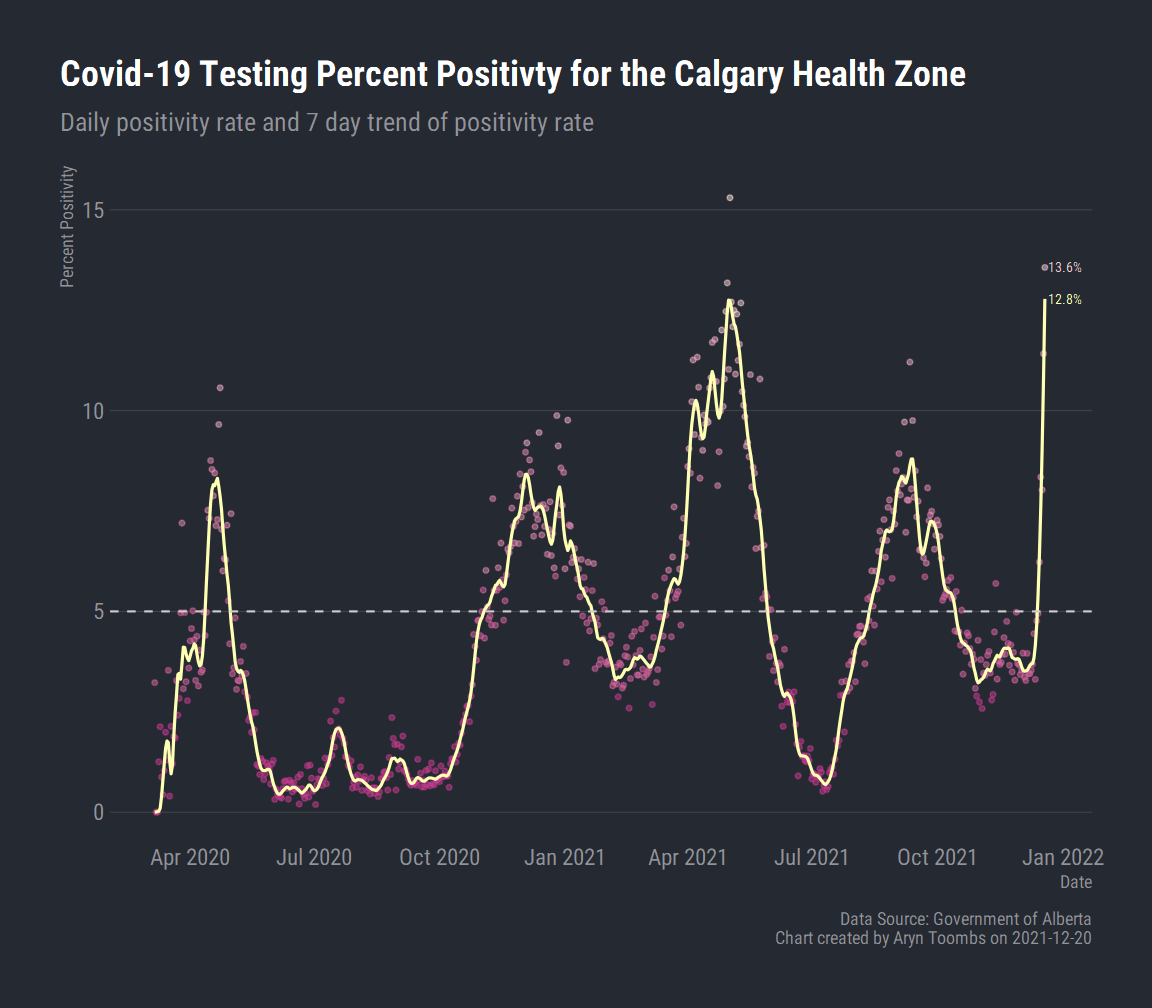 Covid-19 Testing Percent Positivty for the Calgary Health Zone
Daily positivity rate and 7 day trend of positivity rate
Percent Positivity
15
13.6%
12.8%
10
5
0
Apr 2020 Jul 2020 Oct 2020 Jan 2021 Apr 2021 Jul 2021 Oct 2021 Jan 2022
Date
Data Source: Government of Alberta
Chart created by Aryn Toombs on 2021-12-20